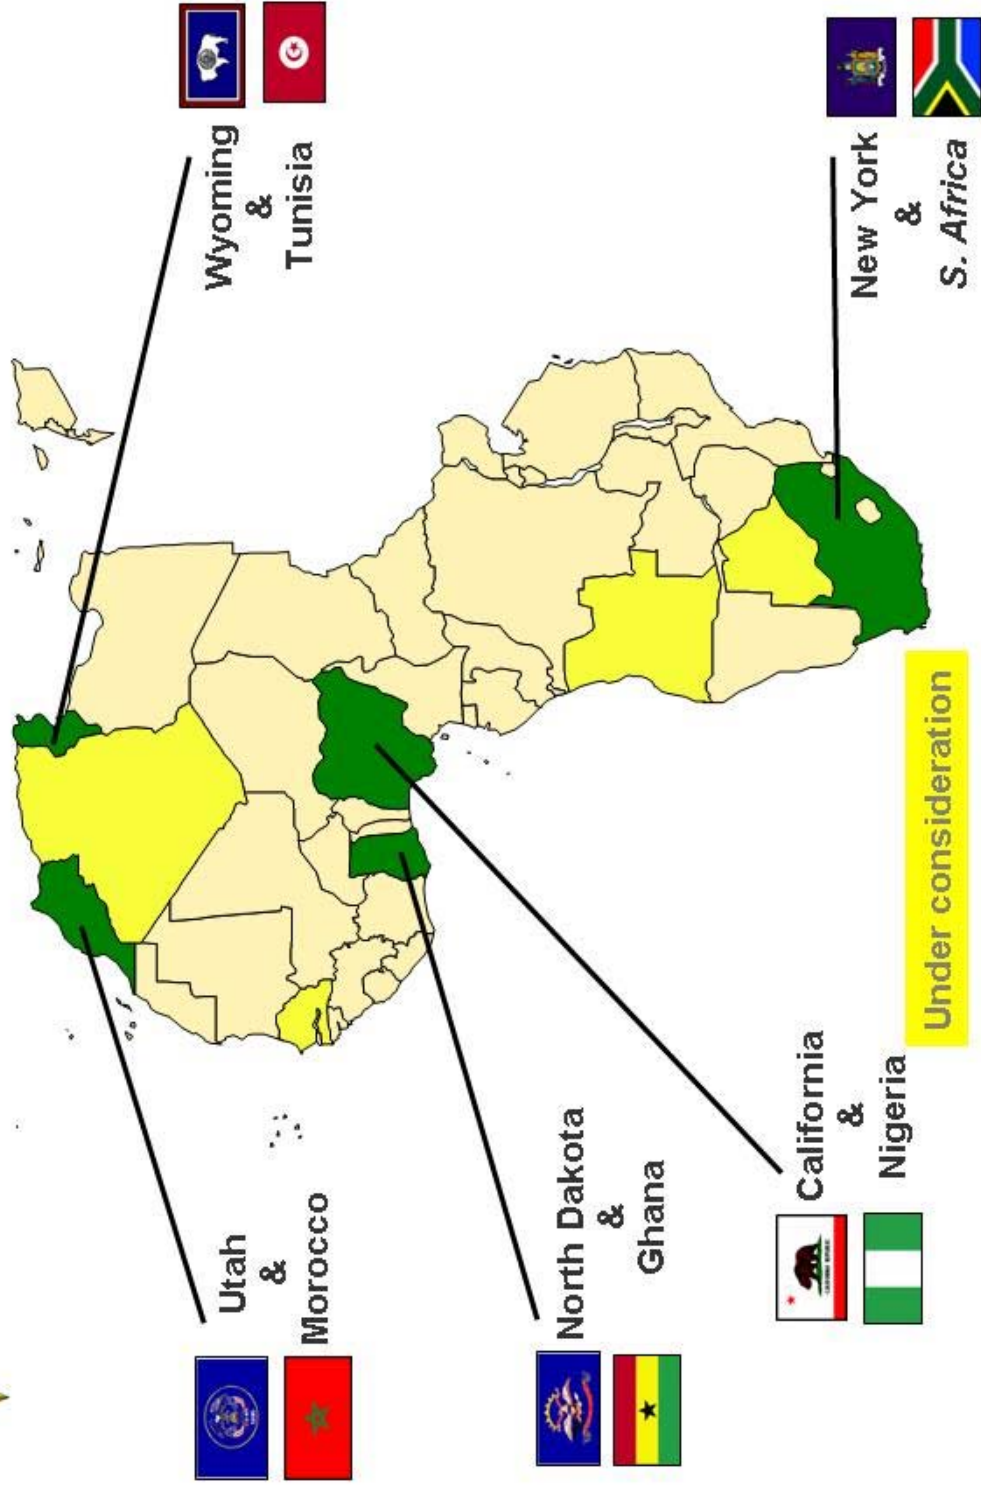 Utah
&
Morocco
North Dakota
&
Ghana
California
&
Nigeria
Under consideration
Wyoming
&
Tunisia
New York
&
S. Africa